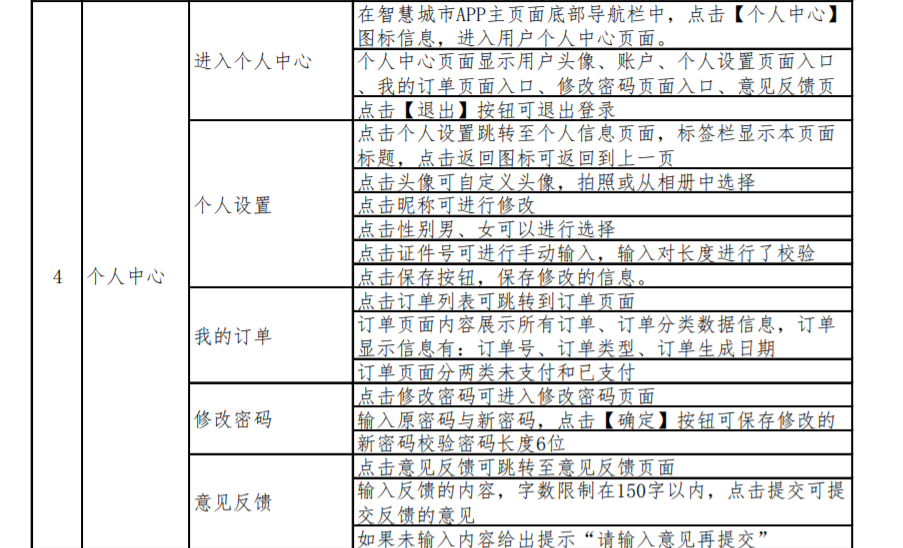 4
个人中心
进入个人中心
在智慧城市APP主页面底部导航栏中，点击【个人中心】
图标信息，进入用户个人中心页面。
个人中心页面显示用户头像、账户、个人设置页面入口
、我的订单页面入口、修改密码页面入口、意见反馈页
点击【退出】按钮可退出登录
个人设置
点击个人设置跳转至个人信息页面，标签栏显示本页面
标题，点击返回图标可返回到上一页
点击头像可自定义头像，拍照或从相册中选择
点击昵称可进行修改
点击性别男、女可以进行选择
点击证件号可进行手动输入，输入对长度进行了校验
点击保存按钮，保存修改的信息。
我的订单
点击订单列表可跳转到订单页面
订单页面内容展示所有订单、订单分类数据信息，订单
显示信息有：订单号、订单类型、订单生成日期
订单页面分两类未支付和已支付
修改密码
点击修改密码可进入修改密码页面
输入原密码与新密码，点击【确定】按钮可保存修改的
新密码校验密码长度6位
意见反馈
点击意见反馈可跳转至意见反馈页面
输入反馈的内容，字数限制在150字以内，点击提交可提
交反馈的意见
如果未输入内容给出提示“请输入意见再提交”